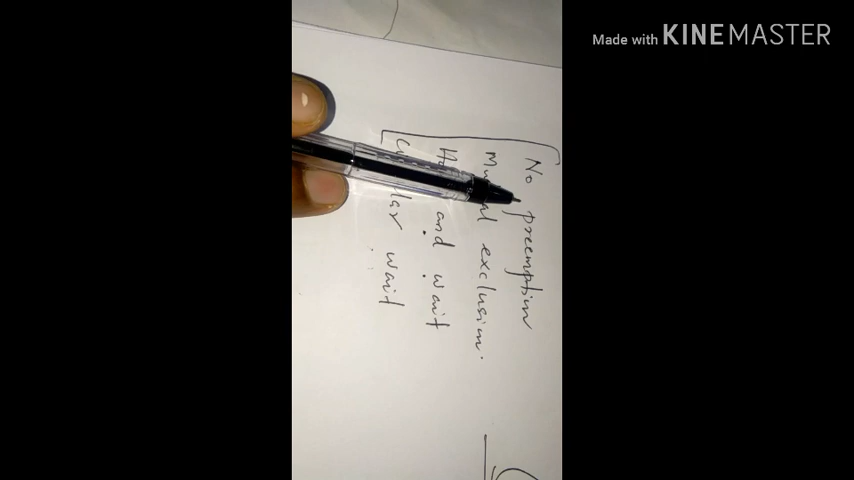 No preemption
exclusion.
and wait
wait
Made with KINEMASTER